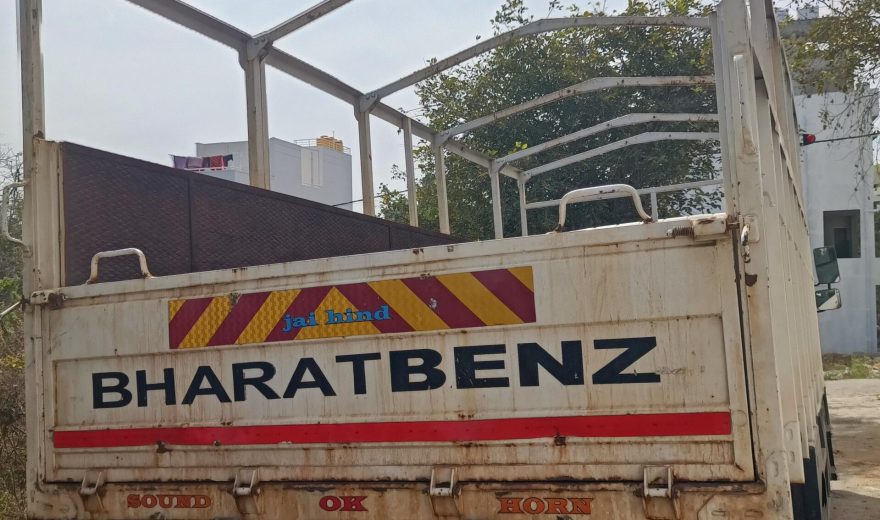 jai hind
BHARATBENZ
SOUND OK HORN